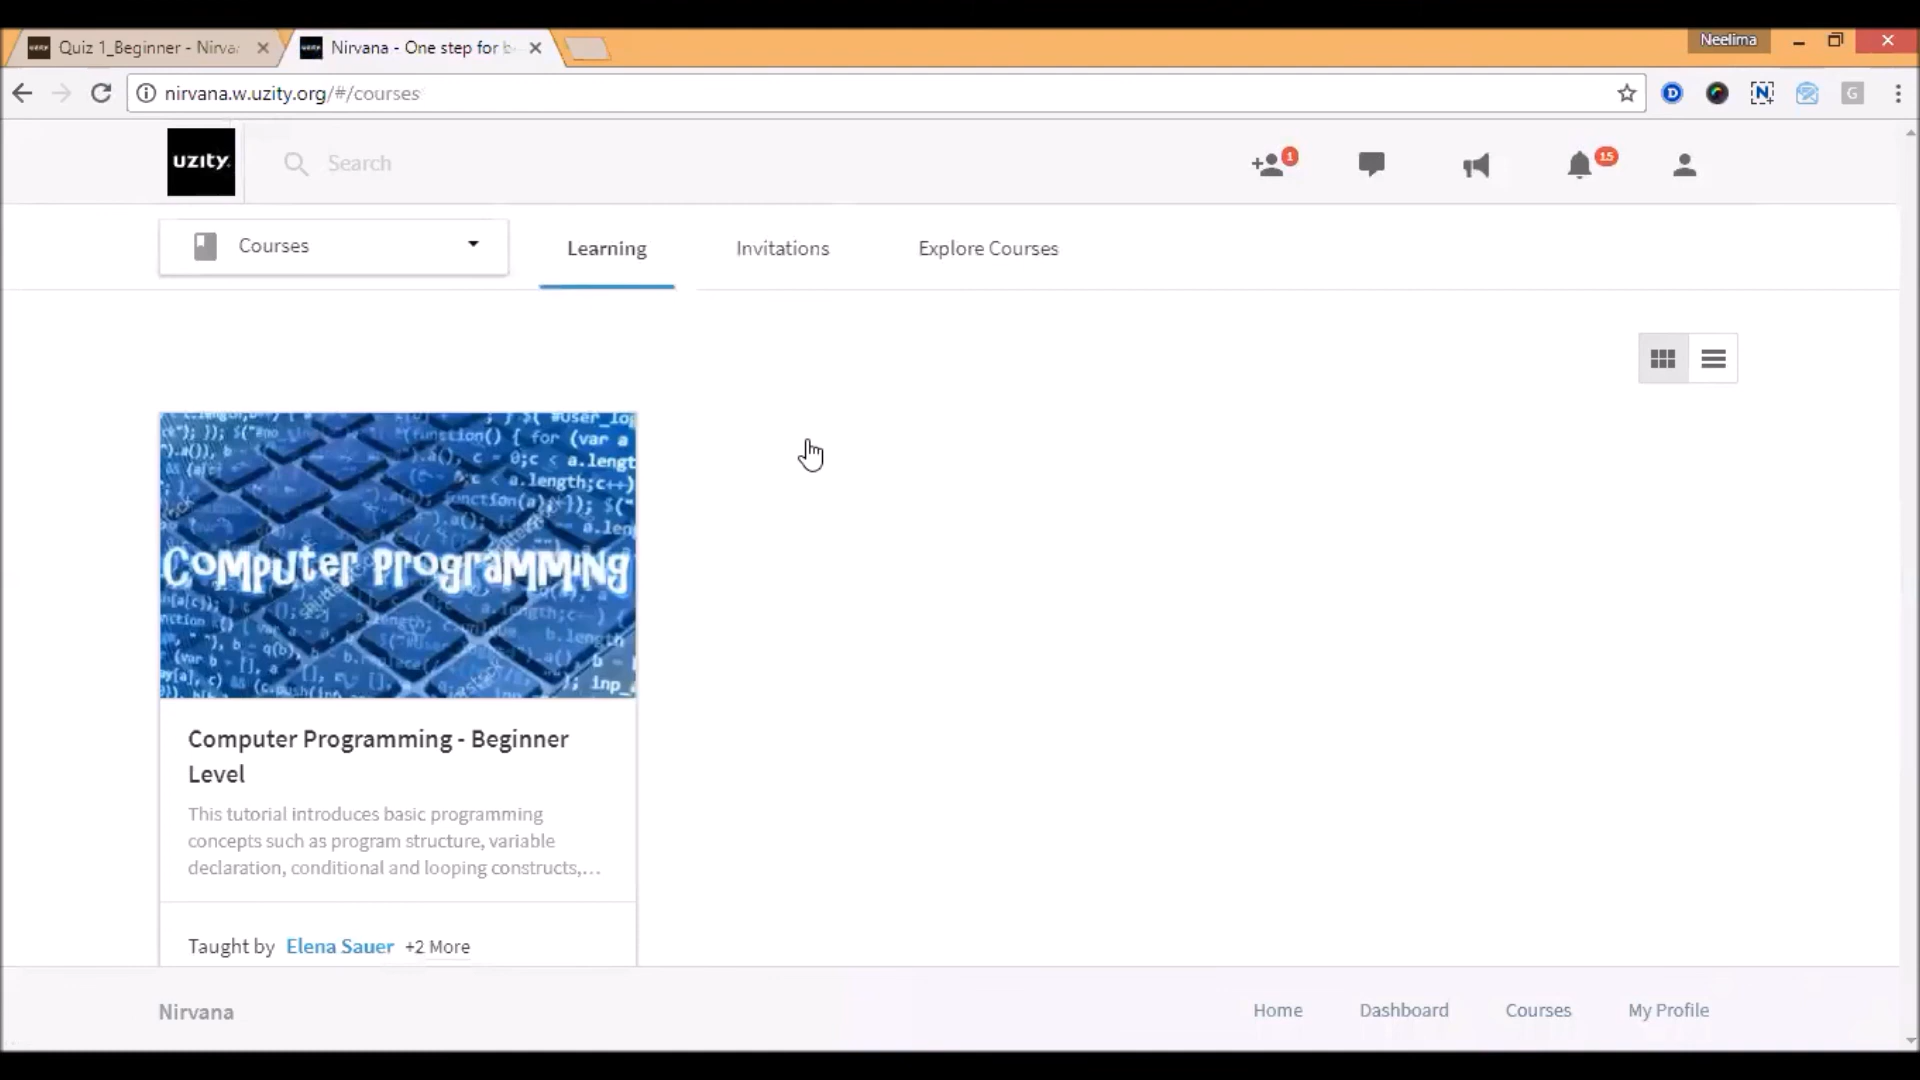 Quiz 1_Beginner - Nirva
Nirvana - One step for b
Neelima
nirvana.w.uzity.org/#/courses
uzity
Search
1
15
Courses
Learning
Invitations
Explore Courses
Computer Programming
Computer Programming - Beginner
Level
This tutorial introduces basic programming
concepts such as program structure, variable
declaration, conditional and looping constructs,...
Taught by Elena Sauer +2 More
Nirvana
Home
Dashboard
Courses
My Profile